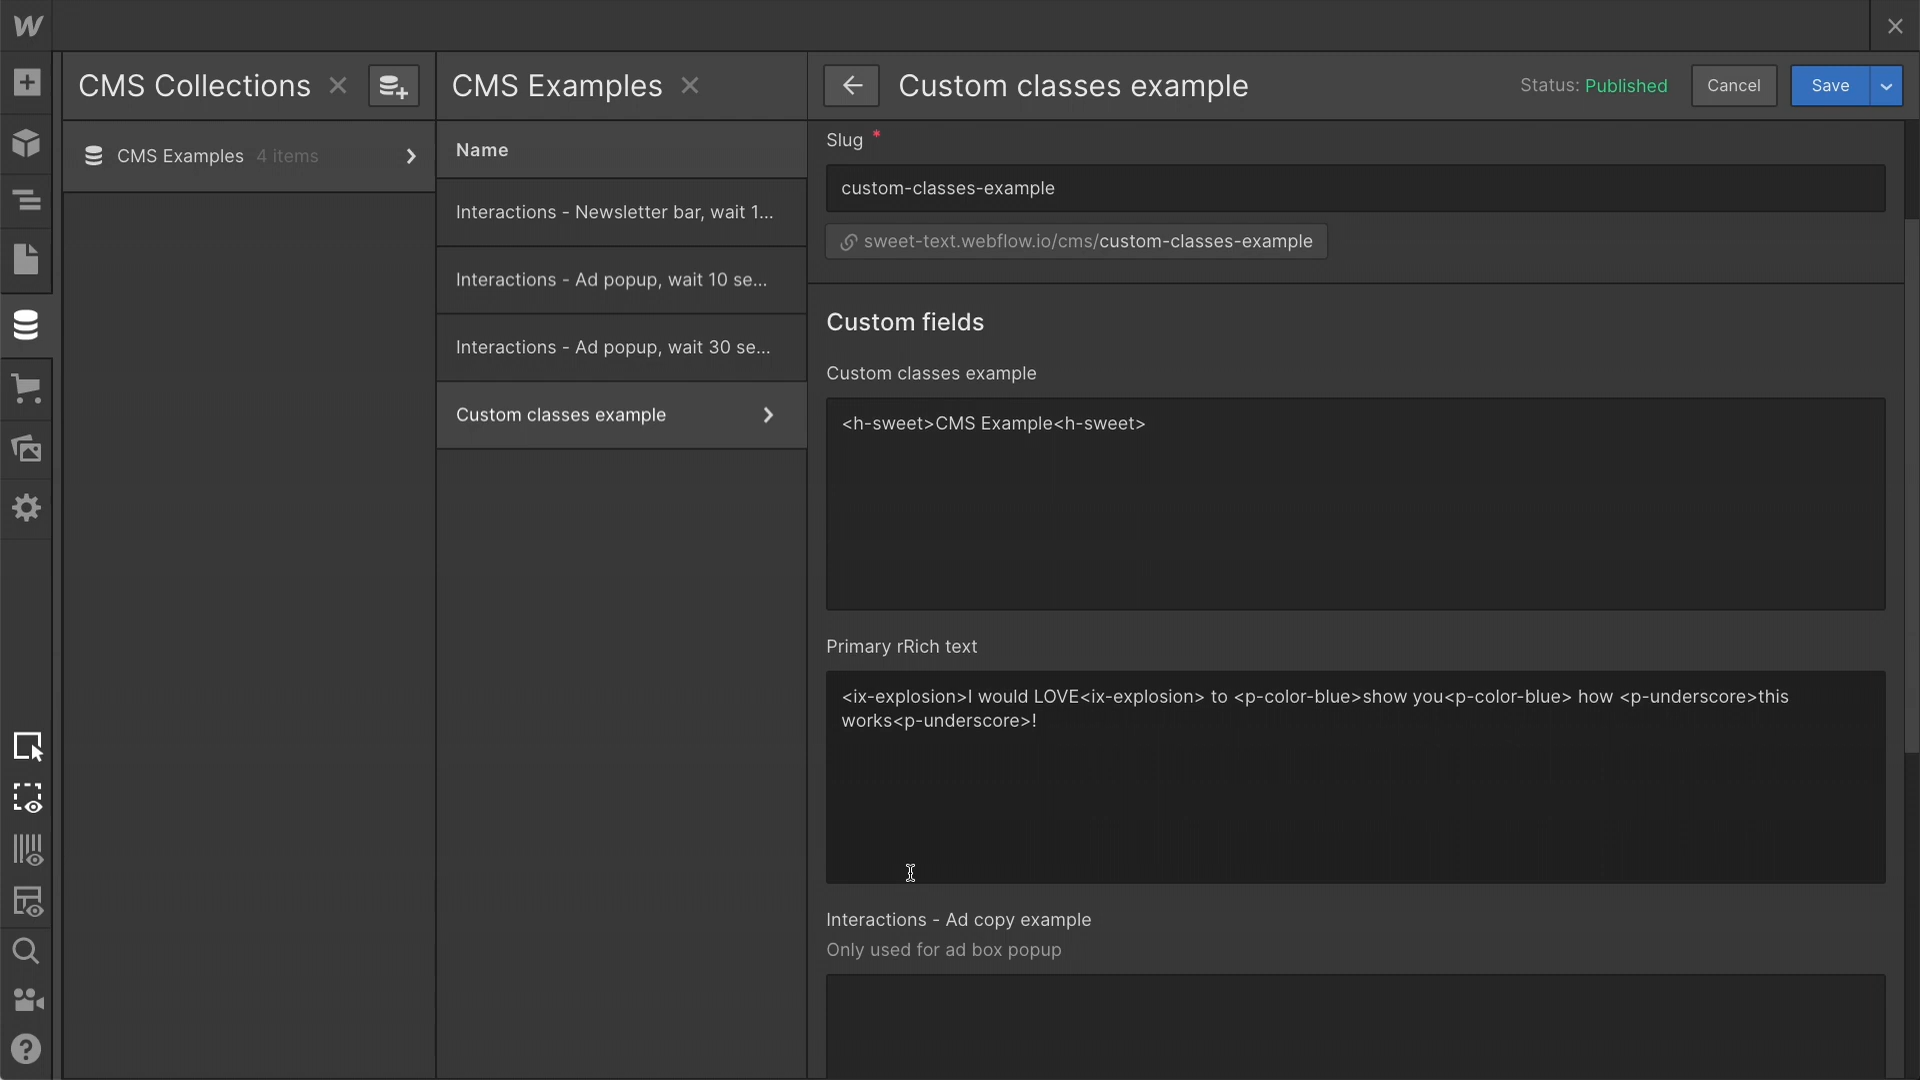 W
CMS Collections
CMS Examples
Custom classes example
Status: Published
Cancel
Save
CMS Examples 4 items
Name
Interactions - Newsletter bar, wait 1...
Interactions - Ad popup, wait 10 se...
Interactions - Ad popup, wait 30 se...
Custom classes example
Slug *
custom-classes-example
sweet-text.webflow.io/cms/custom-classes-example
Custom fields
Custom classes example
<h-sweet>CMS Example<h-sweet>
Primary rRich text
<ix-explosion>I would LOVE<ix-explosion> to <p-color-blue>show you<p-color-blue> how <p-underscore>this
works<p-underscore>!
Interactions - Ad copy example
Only used for ad box popup